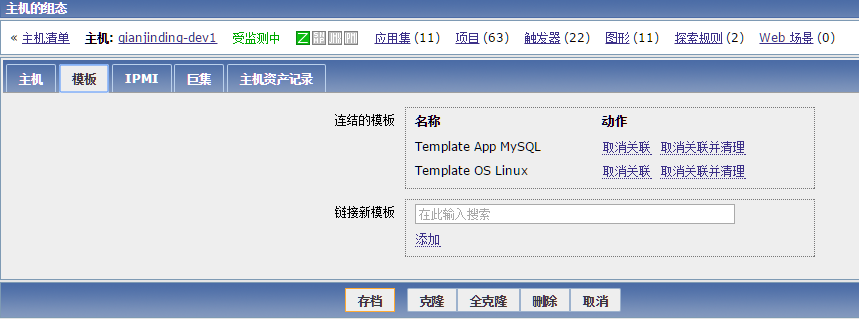 主机的组态
« 主机清单 主机: qianjinding-dev1 受监测中 Z 应用集 (11) 项目 (63) 触发器 (22) 图形 (11) 探索规则 (2) Web 场景 (0)
主机 模板 IPMI 巨集 主机资产记录
连结的模板 名称 动作
Template App MySQL 取消关联 取消关联并清理
Template OS Linux 取消关联 取消关联并清理
链接新模板 在此输入搜索
添加
存档 克隆 全克隆 删除 取消